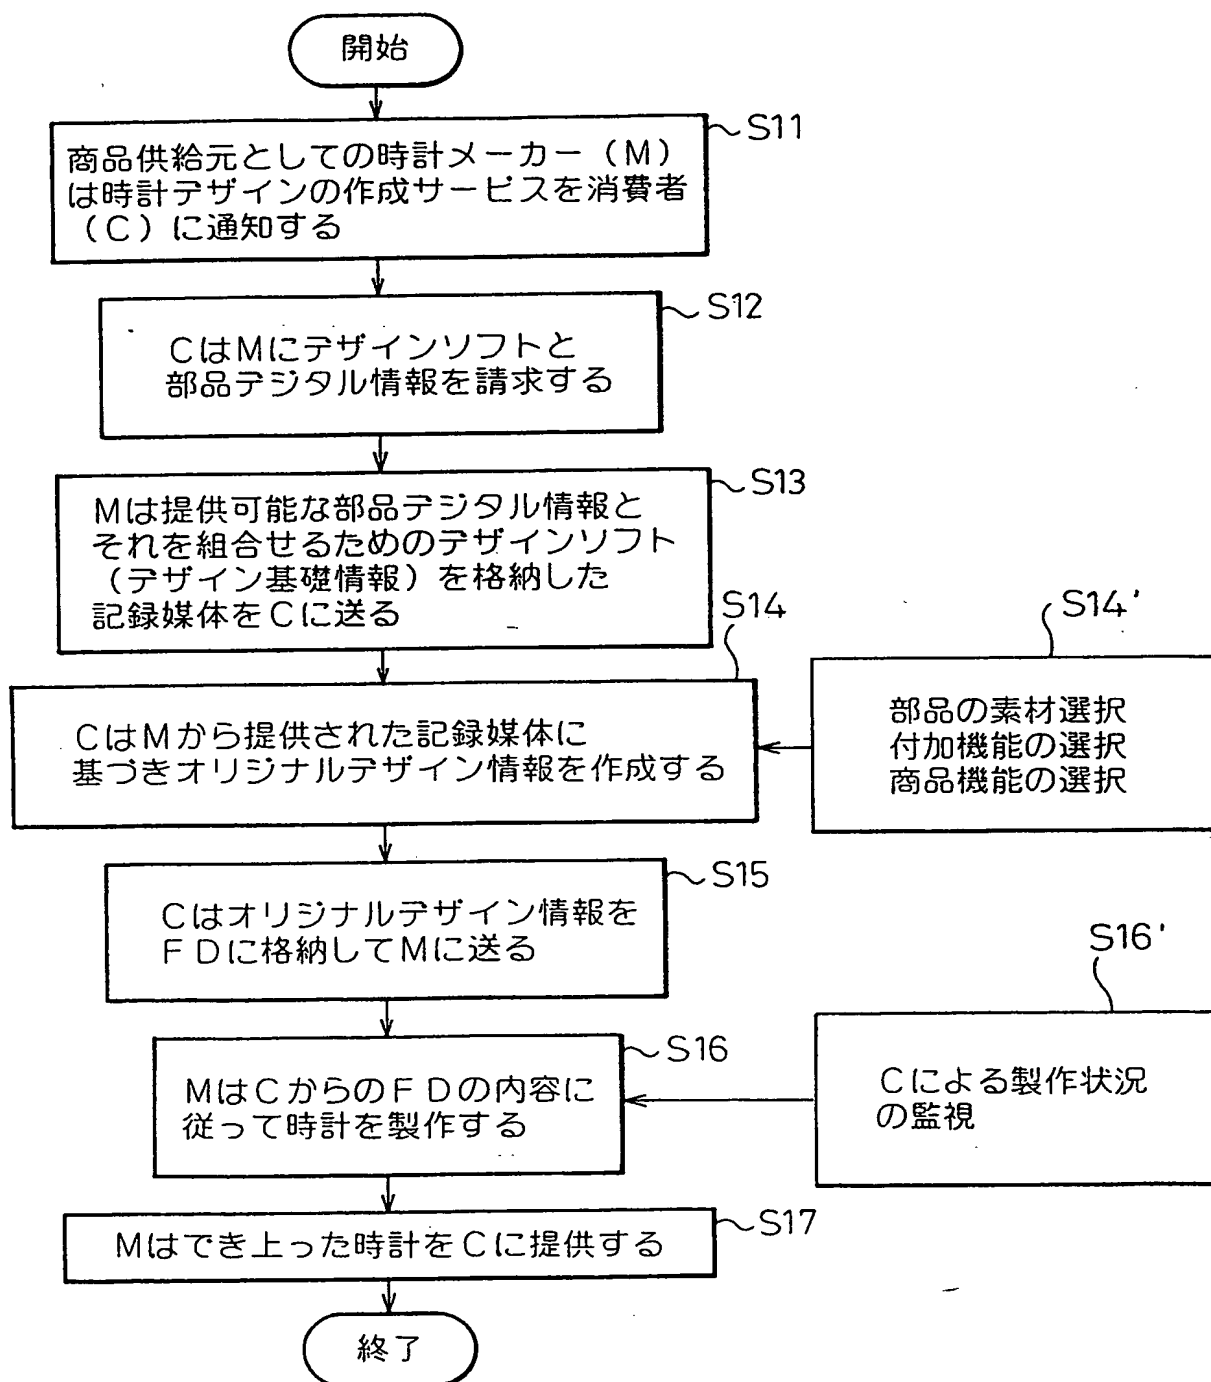 開始
S11
商品供給元としての時計メーカー（M）
は時計デザインの作成サービスを消費者
（C）に通知する
S12
CはMにデザインソフトと
部品デジタル情報を請求する
S13
Mは提供可能な部品デジタル情報と
それを組合せるためのデザインソフト
（デザイン基礎情報）を格納した
記録媒体をCに送る
S14
CはMから提供された記録媒体に
基づきオリジナルデザイン情報を作成する
S14'
部品の素材選択
付加機能の選択
商品機能の選択
S15
Cはオリジナルデザイン情報を
FDに格納してMに送る
S16
MはCからのFDの内容に
従って時計を製作する
S16'
Cによる製作状況
の監視
S17
Mはでき上った時計をCに提供する
終了